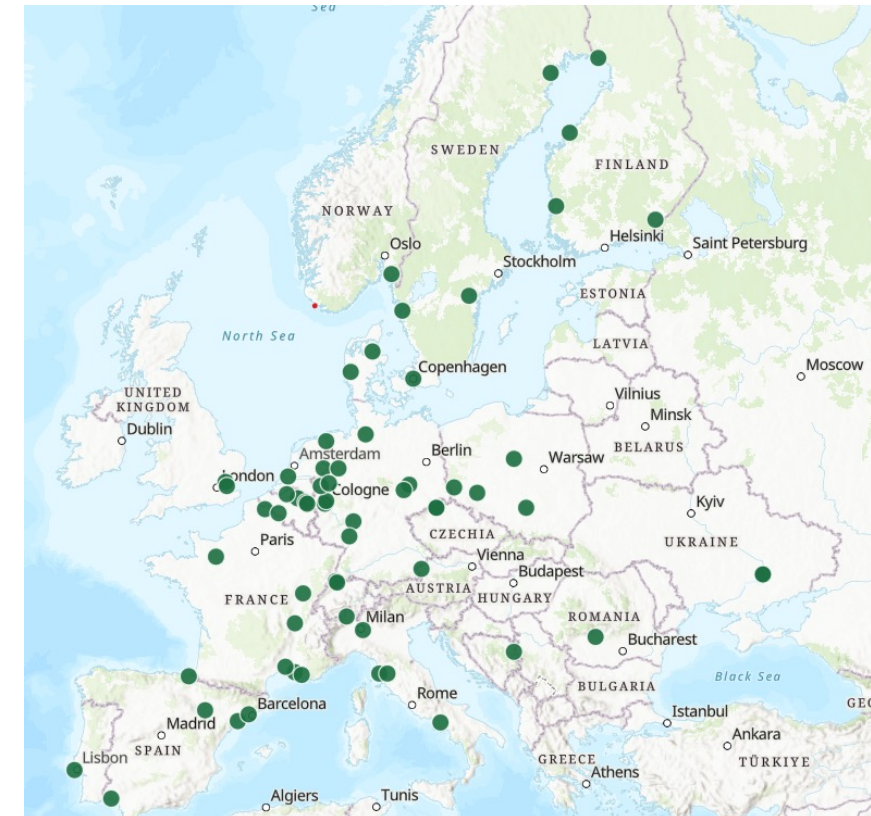 Sea
SWEDEN
FINLAND
NORWAY
Oslo
Helsinki
Saint Petersburg
Stockholm
ESTONIA
North Sea
LATVIA
Moscow
Copenhagen
UNITED
KINGDOM
Vilnius
Minsk
Dublin
BELARUS
Amsterdam
Berlin
Warsaw
London
Cologne
Kyiv
Paris
CZECHIA
UKRAINE
Vienna
Budapest
AUSTRIA
HUNGARY
FRANCE
Milan
ROMANIA
Bucharest
Black Sea
BULGARIA
Rome
Barcelona
GEO
Madrid
Istanbul
SPAIN
Ankara
Lisbon
GREECE
TÜRKIYE
Athens
Algiers
Tunis